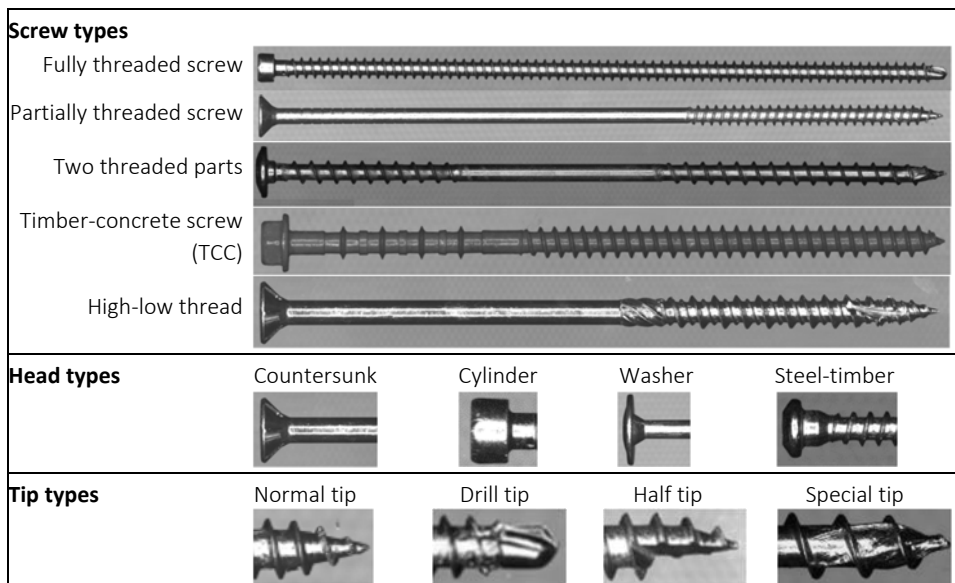 Screw types
Fully threaded screw
Partially threaded screw
Two threaded parts
Timber-concrete screw
(TCC)
High-low thread
Head types
Countersunk Cylinder Washer Steel-timber
Tip types
Normal tip Drill tip Half tip Special tip